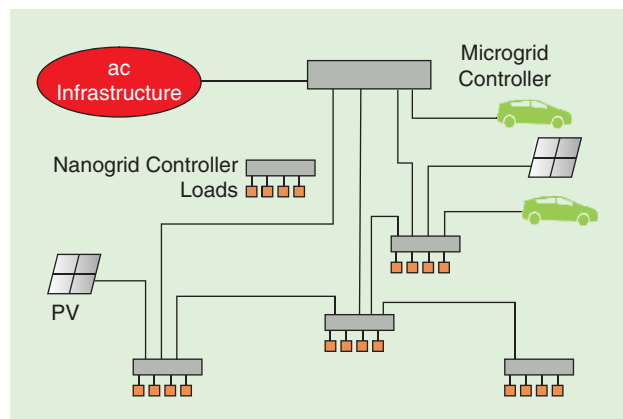 ac
Infrastructure
Microgrid
Controller
Nanogrid Controller
Loads
PV